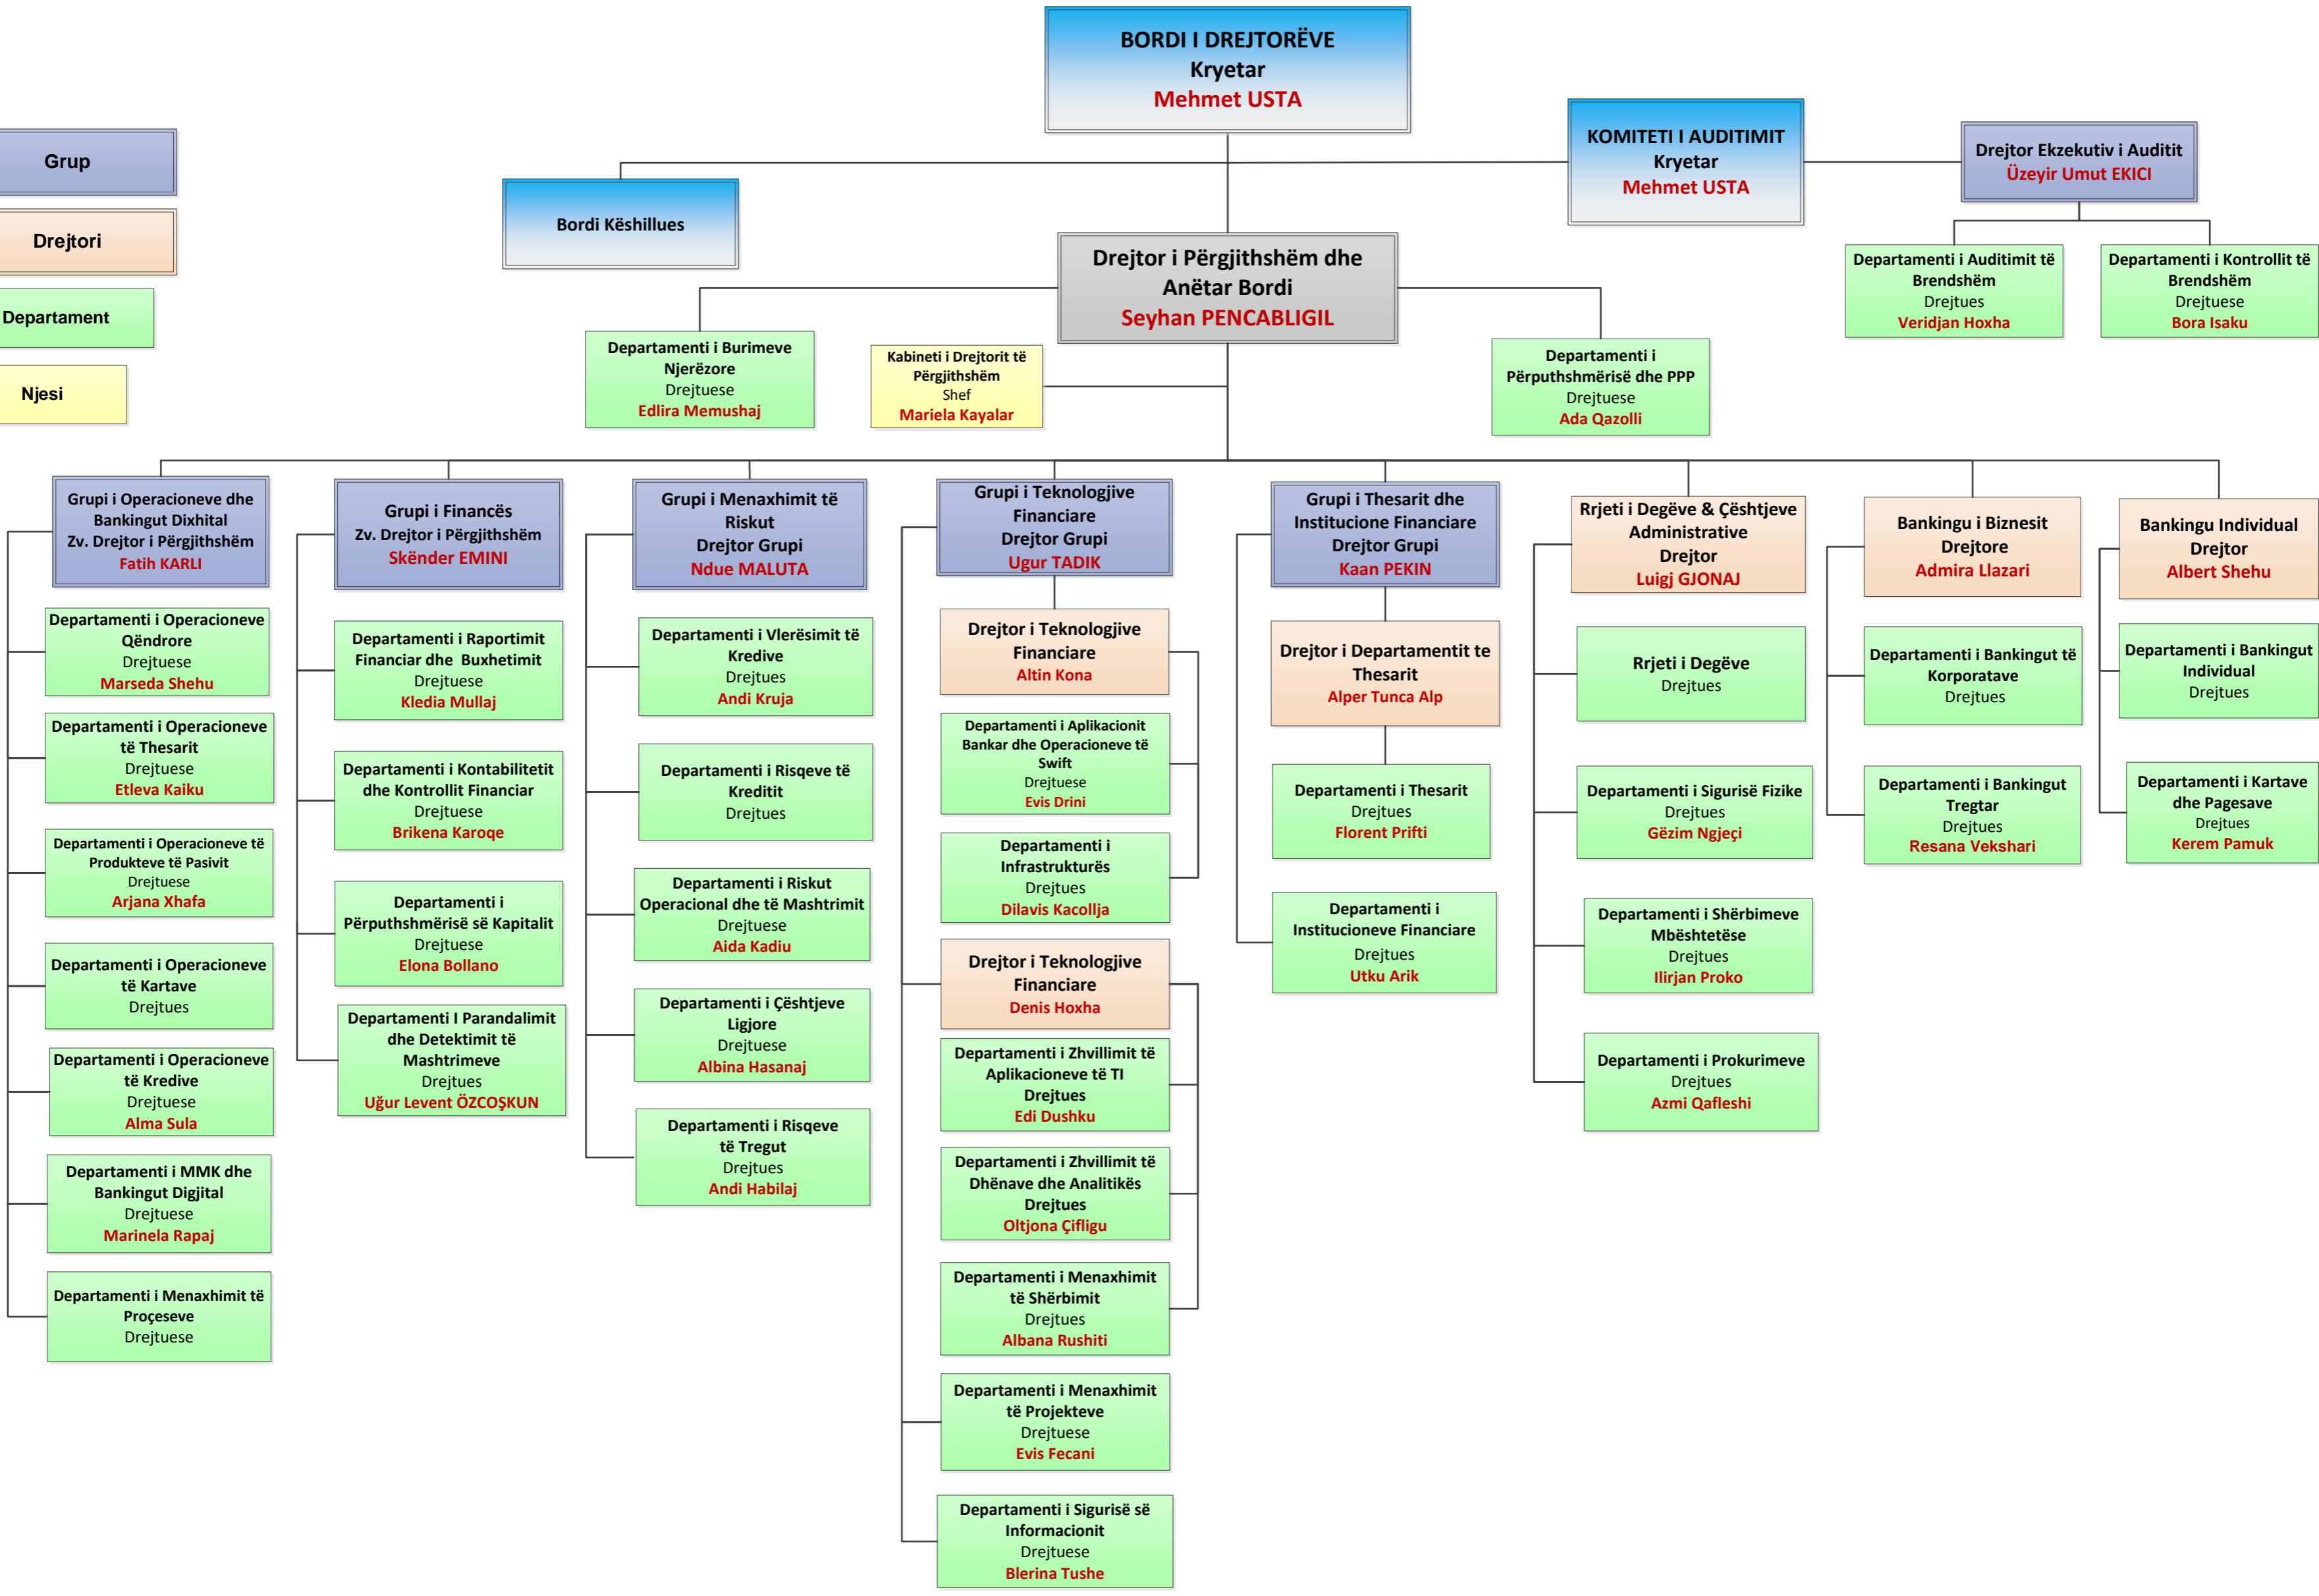 BORDI I DREJTORËVE
Kryetar
Mehmet USTA
KOMITETI I AUDITIMIT
Kryetar
Mehmet USTA
Drejtor Ekzekutiv i Auditit
Üzeyir Umut EKICI
Grup
Drejtori
Departament
Njesi
Bordi Këshillues
Drejtor i Përgjithshëm dhe
Anëtar Bordi
Seyhan PENCABLIGIL
Departamenti i Auditimit të
Brendshëm
Drejtues
Veridjan Hoxha
Departamenti i Kontrollit të
Brendshëm
Drejtuese
Bora Isaku
Departamenti i Burimeve
Njerëzore
Drejtuese
Edlira Memushaj
Kabineti i Drejtorit të
Përgjithshëm
Shef
Mariela Kayalar
Departamenti i
Përputhshmërisë dhe PPP
Drejtuese
Ada Qazolli
Grupi i Operacioneve dhe
Bankingut Dixhital
Zv. Drejtor i Përgjithshëm
Fatih KARLI
Departamenti i Operacioneve
Qëndrore
Drejtuese
Marseda Shehu
Departamenti i Operacioneve
të Thesarit
Drejtuese
Etleva Kaiku
Departamenti i Operacioneve të
Produkteve të Pasivit
Drejtuese
Arjana Xhafa
Departamenti i Operacioneve
të Kartave
Drejtues
Departamenti i Operacioneve
të Kredive
Drejtuese
Alma Sula
Departamenti i MMK dhe
Bankingut Digjital
Drejtuese
Marinela Rapaj
Departamenti i Menaxhimit të
Proçeseve
Drejtuese
Grupi i Financës
Zv. Drejtor i Përgjithshëm
Skënder EMINI
Departamenti i Raportimit
Financiar dhe Buxhetimit
Drejtuese
Kledia Mullaj
Departamenti i Kontabilitetit
dhe Kontrollit Financiar
Drejtuese
Brikena Karoqe
Departamenti i
Përputhshmërisë së Kapitalit
Drejtuese
Elona Bollano
Departamenti I Parandalimit
dhe Detektimit të
Mashtrimeve
Drejtues
Uğur Levent ÖZCOŞKUN
Grupi i Menaxhimit të
Riskut
Drejtor Grupi
Ndue MALUTA
Departamenti i Vlerësimit të
Kredive
Drejtues
Andi Kruja
Departamenti i Risqeve të
Kreditit
Drejtues
Departamenti i Riskut
Operacional dhe të Mashtrimit
Drejtuese
Aida Kadiu
Departamenti i Çështjeve
Ligjore
Drejtuese
Albina Hasanaj
Departamenti i Risqeve
të Tregut
Drejtues
Andi Habilaj
Grupi i Teknologjive
Financiare
Drejtor Grupi
Ugur TADIK
Drejtor i Teknologjive
Financiare
Altin Kona
Departamenti i Aplikacionit
Bankar dhe Operacioneve të
Swift
Drejtuese
Evis Drini
Departamenti i
Infrastrukturës
Drejtues
Dilavis Kacollja
Drejtor i Teknologjive
Financiare
Denis Hoxha
Departamenti i Zhvillimit të
Aplikacioneve të TI
Drejtues
Edi Dushku
Departamenti i Zhvillimit të
Dhënave dhe Analitikës
Drejtues
Oltjona Çifligu
Departamenti i Menaxhimit
të Shërbimit
Drejtues
Albana Rushiti
Departamenti i Menaxhimit
të Projekteve
Drejtuese
Evis Fecani
Departamenti i Sigurisë së
Informacionit
Drejtuese
Blerina Tushe
Grupi i Thesarit dhe
Institucione Financiare
Drejtor Grupi
Kaan PEKIN
Drejtor i Departamentit te
Thesarit
Alper Tunca Alp
Departamenti i Thesarit
Drejtues
Florent Prifti
Departamenti i
Institucioneve Financiare
Drejtues
Utku Arik
Rrjeti i Degëve & Çështjeve
Administrative
Drejtor
Luigj GJONAJ
Rrjeti i Degëve
Drejtues
Departamenti i Sigurisë Fizike
Drejtues
Gëzim Ngjeçi
Departamenti i Shërbimeve
Mbështetëse
Drejtues
Ilirjan Proko
Departamenti i Prokurimeve
Drejtues
Azmi Qafleshi
Bankingu i Biznesit
Drejtore
Admira Llazari
Departamenti i Bankingut të
Korporatave
Drejtues
Departamenti i Bankingut
Tregtar
Drejtues
Resana Vekshari
Bankingu Individual
Drejtor
Albert Shehu
Departamenti i Bankingut
Individual
Drejtues
Departamenti i Kartave
dhe Pagesave
Drejtues
Kerem Pamuk